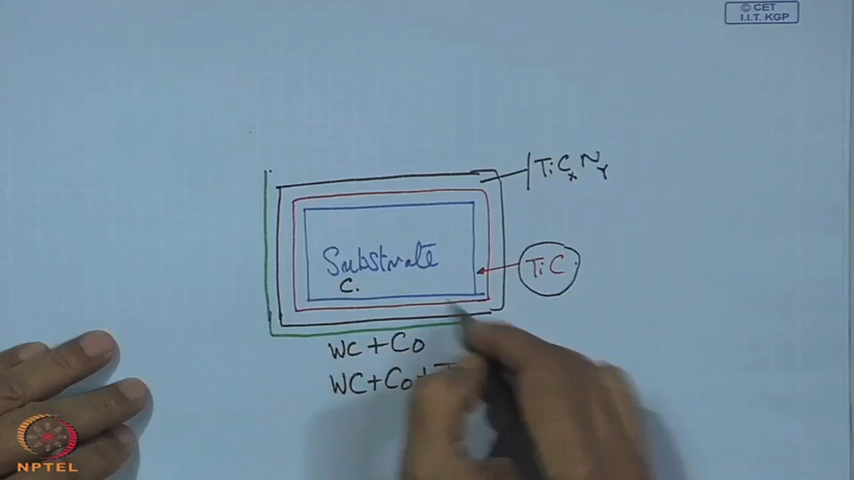 © CET
I.I.T. KGP
TiCxNy
Substrate
C.
TiC
WC+Co
WC+Co+
NPTEL